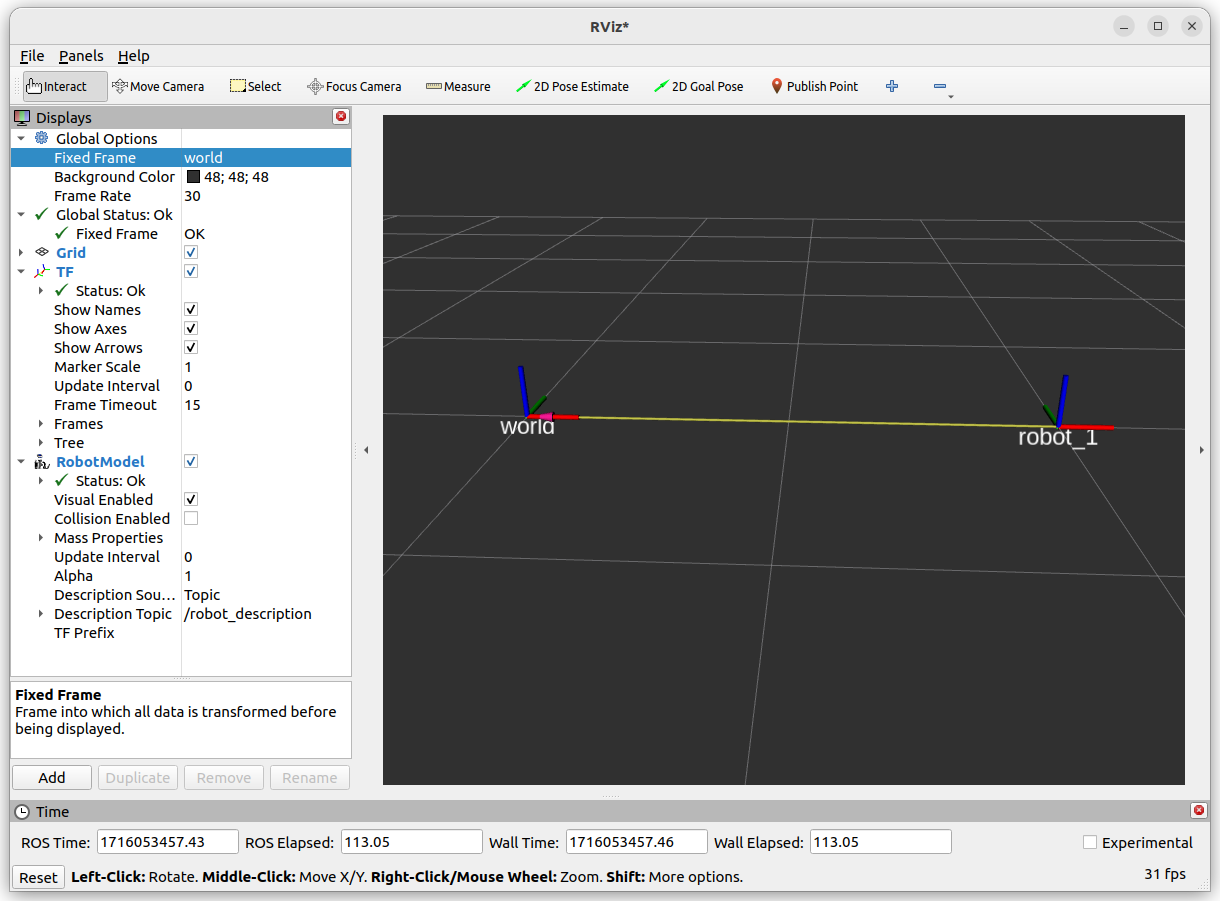 RViz*
File Panels Help
Interact Move Camera Select Focus Camera Measure 2D Pose Estimate 2D Goal Pose Publish Point
Displays
Global Options
Fixed Frame world
Background Color 48; 48; 48
Frame Rate 30
Global Status: Ok
Fixed Frame OK
Grid
TF
Status: Ok
Show Names
Show Axes
Show Arrows
Marker Scale 1
Update Interval 0
Frame Timeout 15
Frames
Tree
RobotModel
Status: Ok
Visual Enabled
Collision Enabled
Mass Properties
Update Interval 0
Alpha 1
Description Sou... Topic
Description Topic /robot_description
TF Prefix
Fixed Frame
Frame into which all data is transformed before
being displayed.
Add Duplicate Remove Rename
world
robot_1
Time
ROS Time: 1716053457.43 ROS Elapsed: 113.05 Wall Time: 1716053457.46 Wall Elapsed: 113.05 Experimental
Reset Left-Click: Rotate. Middle-Click: Move X/Y. Right-Click/Mouse Wheel: Zoom. Shift: More options. 31 fps